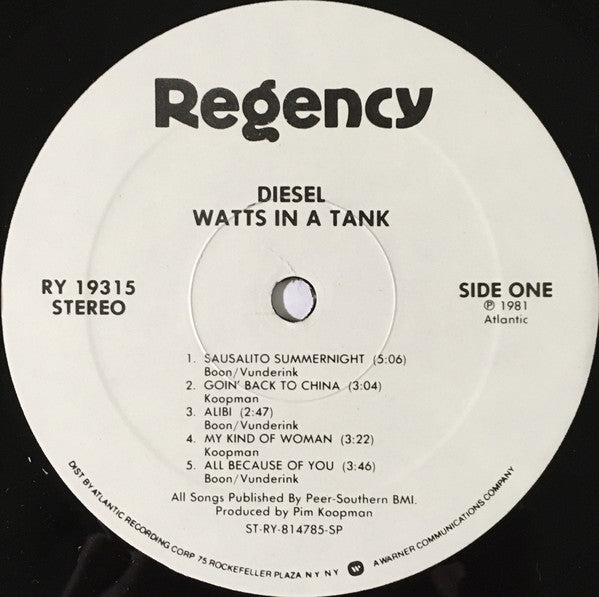 Regency
DIESEL
WATTS IN A TANK
RY 19315
STEREO
SIDE ONE
℗ 1981
Atlantic
1. SAUSALITO SUMMERNIGHT (5:06)
Boon/Vunderink
2. GOIN' BACK TO CHINA (3:04)
Koopman
3. ALIBI (2:47)
Boon/Vunderink
4. MY KIND OF WOMAN (3:22)
Koopman
5. ALL BECAUSE OF YOU (3:46)
Boon/Vunderink
All Songs Published By Peer-Southern BMI.
Produced by Pim Koopman
ST-RY-814785-SP
DIST BY ATLANTIC RECORDING CORP 75 ROCKEFELLER PLAZA N Y N Y W A WARNER COMMUNICATIONS COMPANY